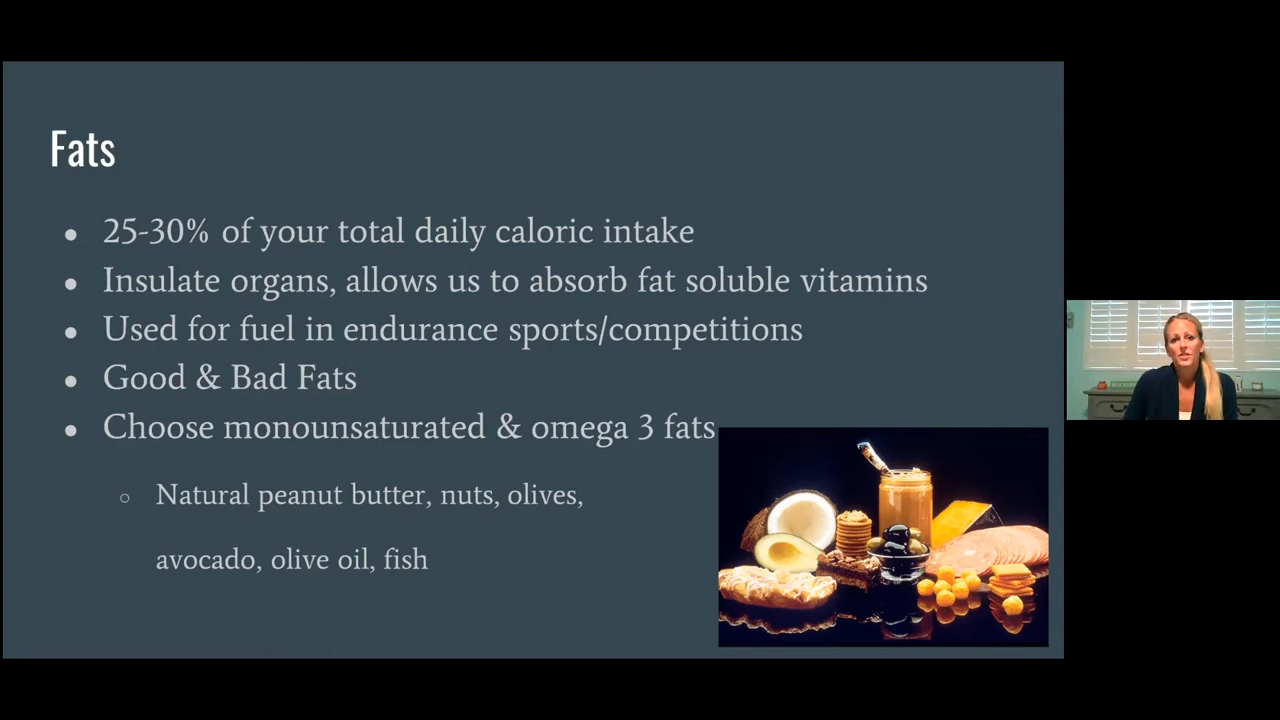 Fats
● 25-30% of your total daily caloric intake
● Insulate organs, allows us to absorb fat soluble vitamins
● Used for fuel in endurance sports/competitions
● Good & Bad Fats
● Choose monounsaturated & omega 3 fats
○ Natural peanut butter, nuts, olives,
avocado, olive oil, fish